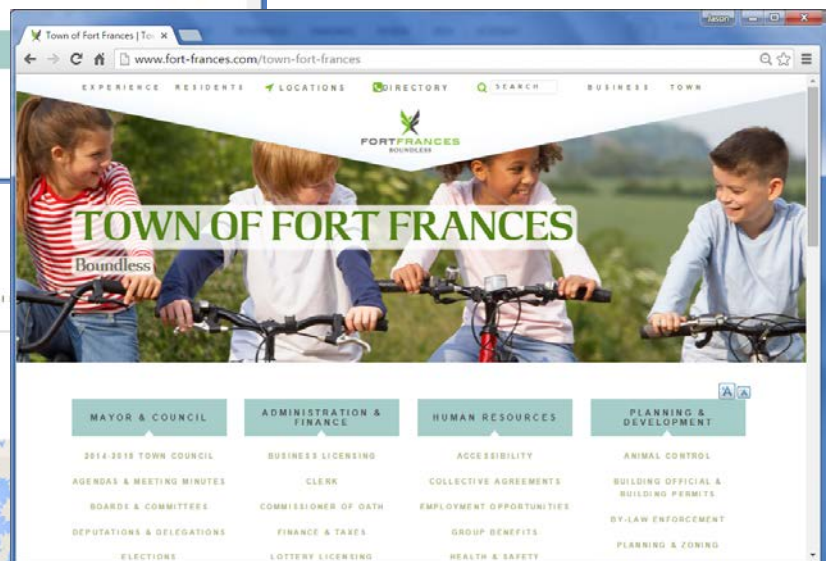 Jason
Town of Fort Frances | To
www.fort-frances.com/town-fort-frances
EXPERIENCE RESIDENTS LOCATIONS DIRECTORY SEARCH BUSINESS TOWN
FORTFRANCES
BOUNDLESS
TOWN OF FORT FRANCES
Boundless
A A
MAYOR & COUNCIL
2014-2018 TOWN COUNCIL
AGENDAS & MEETING MINUTES
BOARDS & COMMITTEES
DEPUTATIONS & DELEGATIONS
ELECTIONS
ADMINISTRATION &
FINANCE
BUSINESS LICENSING
CLERK
COMMISSIONER OF OATH
FINANCE & TAXES
LOTTERY LICENSING
HUMAN RESOURCES
ACCESSIBILITY
COLLECTIVE AGREEMENTS
EMPLOYMENT OPPORTUNITIES
GROUP BENEFITS
HEALTH & SAFETY
PLANNING &
DEVELOPMENT
ANIMAL CONTROL
BUILDING OFFICIAL &
BUILDING PERMITS
BY-LAW ENFORCEMENT
PLANNING & ZONING